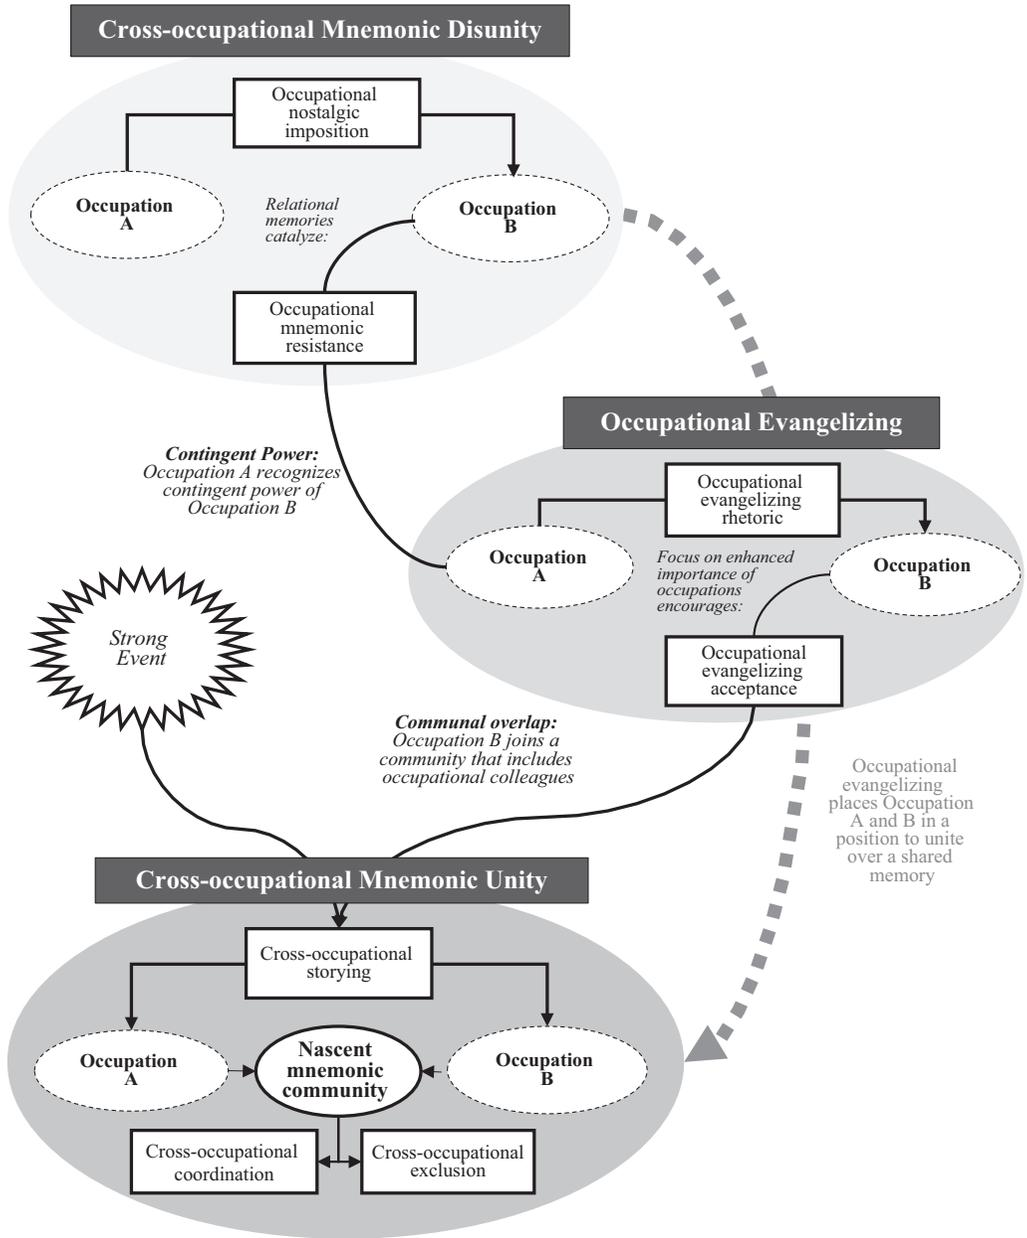 Cross-occupational Mnemonic Disunity
Occupational
nostalgic
imposition
Occupation
A
Relational
memories
catalyze:
Occupation
B
Occupational
mnemonic
resistance
Occupational Evangelizing
Contingent Power:
Occupation A recognizes
contingent power of
Occupation B
Occupational
evangelizing
rhetoric
Occupation
A
Focus on enhanced
importance of
occupations
encourages:
Occupation
B
Strong
Event
Occupational
evangelizing
acceptance
Communal overlap:
Occupation B joins a
community that includes
occupational colleagues
Occupational
evangelizing
places Occupation
A and B in a
position to unite
over a shared
memory
Cross-occupational Mnemonic Unity
Cross-occupational
storying
Occupation
A
Nascent
mnemonic
community
Occupation
B
Cross-occupational
coordination
Cross-occupational
exclusion